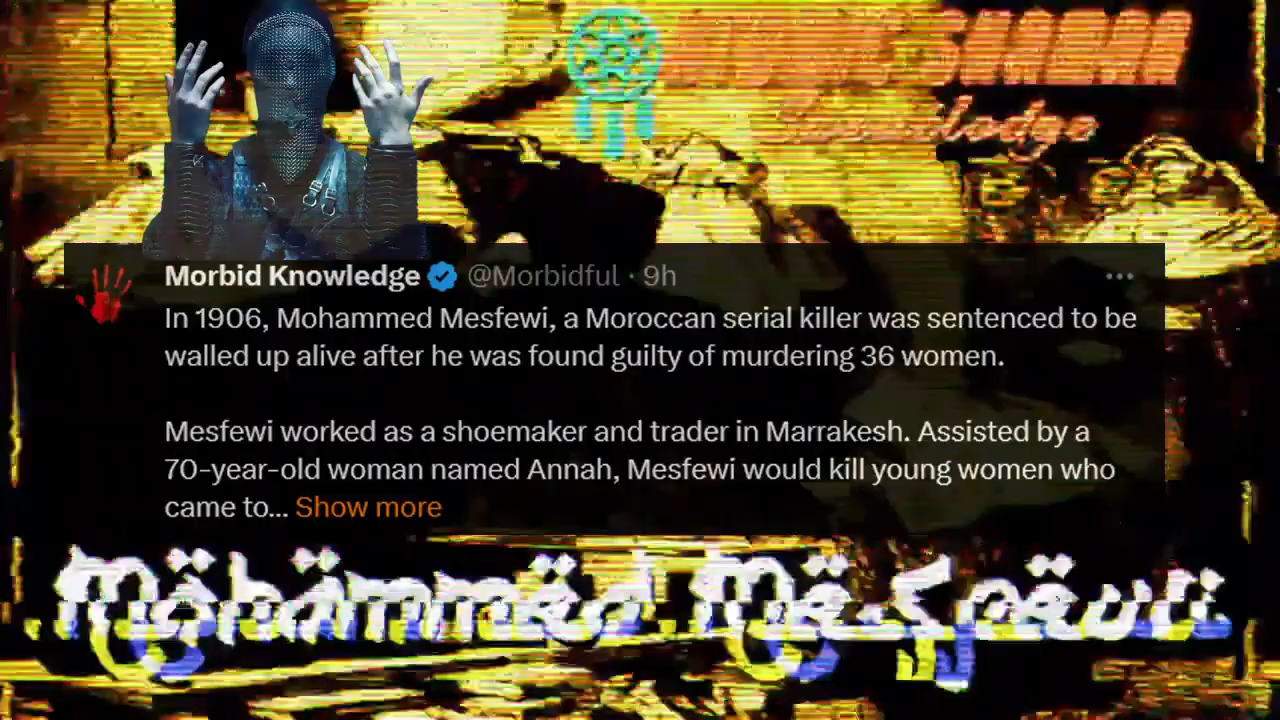 Morbid Knowledge @Morbidful · 9h
In 1906, Mohammed Mesfewi, a Moroccan serial killer was sentenced to be
walled up alive after he was found guilty of murdering 36 women.
Mesfewi worked as a shoemaker and trader in Marrakesh. Assisted by a
70-year-old woman named Annah, Mesfewi would kill young women who
came to... Show more